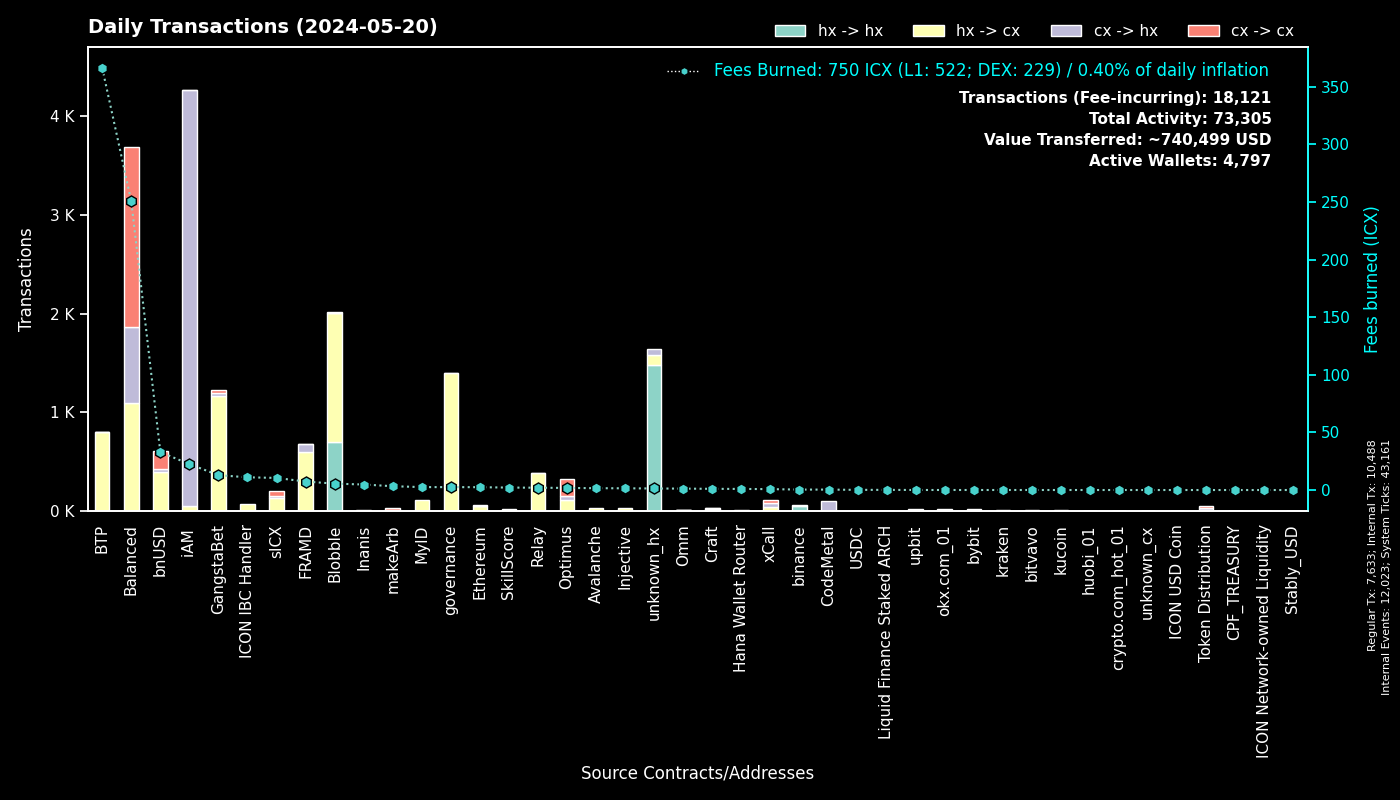 Daily Transactions (2024-05-20)
hx -> hx
hx -> cx
cx -> hx
cx -> cx
Fees Burned: 750 ICX (L1: 522; DEX: 229) / 0.40% of daily inflation
Transactions (Fee-incurring): 18,121
Total Activity: 73,305
Value Transferred: ~740,499 USD
Active Wallets: 4,797
Transactions
4 K
3 K
2 K
1 K
0 K
350
300
250
200
150
100
50
0
Fees burned (ICX)
BTP
Balanced
bnUSD
iAM
GangstaBet
ICON IBC Handler
sICX
FRAMD
Blobble
Inanis
makeArb
MyID
governance
Ethereum
SkillScore
Relay
Optimus
Avalanche
Injective
unknown_hx
Omm
Craft
Hana Wallet Router
xCall
binance
CodeMetal
USDC
Liquid Finance Staked ARCH
upbit
okx.com_01
bybit
kraken
bitvavo
kucoin
huobi_01
crypto.com_hot_01
unknown_cx
ICON USD Coin
Token Distribution
CPF_TREASURY
ICON Network-owned Liquidity
Stably_USD
Source Contracts/Addresses
Regular Tx: 7,633; Internal Tx: 10,488
Internal Events: 12,023; System Ticks: 43,161